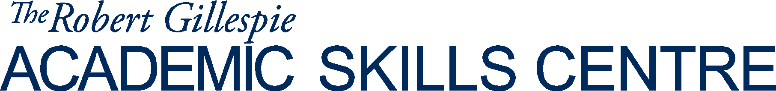 The Robert Gillespie
ACADEMIC SKILLS CENTRE